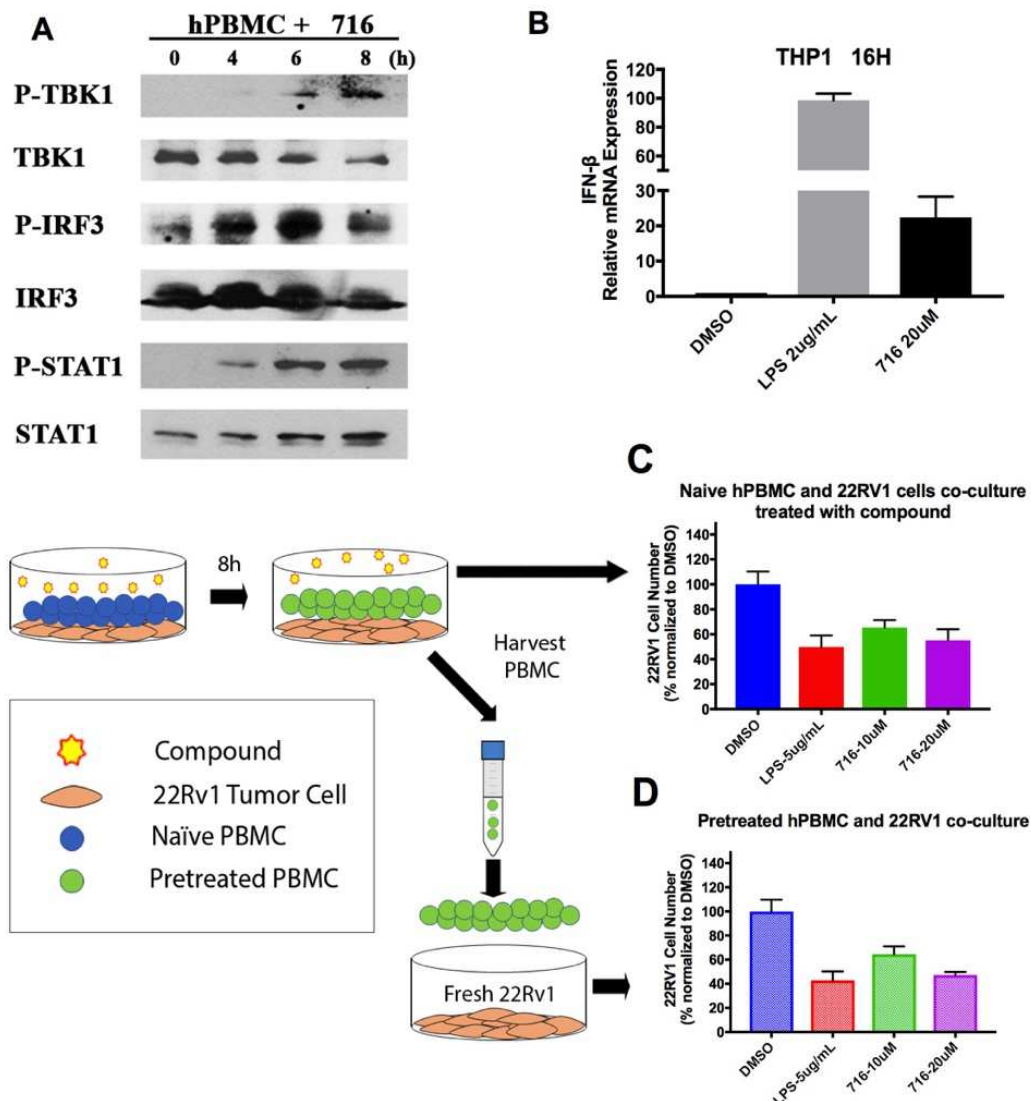 A
hPBMC + 716
0 4 6 8 (h)
P-TBK1
TBK1
P-IRF3
IRF3
P-STAT1
STAT1
B
THP1 16H
IFN-β
Relative mRNA Expression
120
100
80
60
40
30
20
10
0
DMSO
LPS 2ug/mL
716 20uM
8h
Harvest
PBMC
Compound
22Rv1 Tumor Cell
Naïve PBMC
Pretreated PBMC
Fresh 22Rv1
C
Naive hPBMC and 22RV1 cells co-culture
treated with compound
22RV1 Cell Number
(% normalized to DMSO)
140
120
100
80
60
40
20
0
DMSO
LPS-5ug/mL
716-10uM
716-20uM
D
Pretreated hPBMC and 22RV1 co-culture
22RV1 Cell Number
(% normalized to DMSO)
140
120
100
80
60
40
20
0
DMSO
LPS-5ug/mL
716-10uM
716-20uM